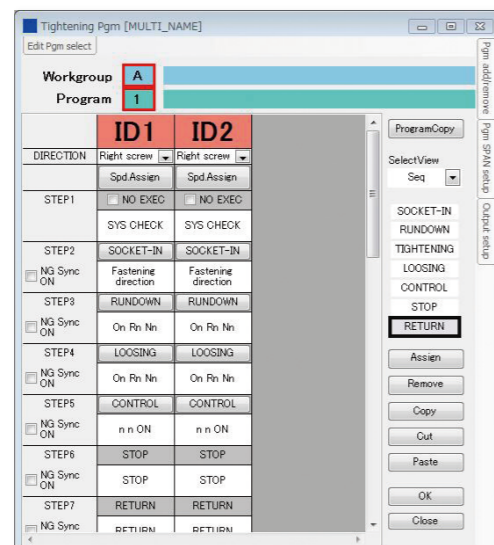 Tightening Pgm [MULTI_NAME]
Edit Pgm select
Workgroup A
Program 1
ID1 ID2
DIRECTION Right screw Right screw
Spd.Assign Spd.Assign
STEP1 NO EXEC NO EXEC
SYS CHECK SYS CHECK
STEP2 SOCKET-IN SOCKET-IN
NG Sync ON Fastening direction Fastening direction
STEP3 RUNDOWN RUNDOWN
NG Sync ON On Rn Nn On Rn Nn
STEP4 LOOSING LOOSING
NG Sync ON On Rn Nn On Rn Nn
STEP5 CONTROL CONTROL
NG Sync ON n n ON n n ON
STEP6 STOP STOP
NG Sync ON STOP STOP
STEP7 RETURN RETURN
NG Sync RETURN RETURN
ProgramCopy
SelectView
Seq
SOCKET-IN
RUNDOWN
TIGHTENING
LOOSING
CONTROL
STOP
RETURN
Assign
Remove
Copy
Cut
Paste
OK
Close
Pgm add/remove
Pgm SPAN setup
Output setup